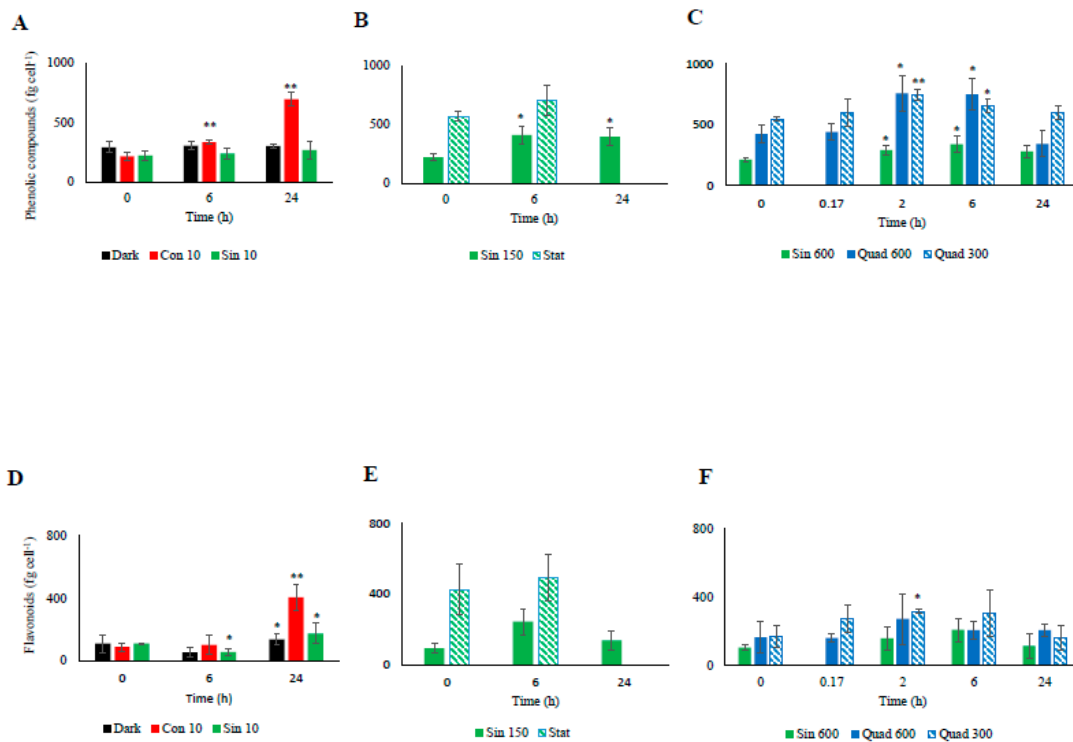 A
B
C
Phenolic compounds (fg cell⁻¹)
1000
500
0
**
**
0
6
24
Time (h)
Dark
Con 10
Sin 10
1000
500
0
*
*
0
6
24
Time (h)
Sin 150
Stat
1000
500
0
*
*
**
*
*
*
0
0.17
2
6
24
Time (h)
Sin 600
Quad 600
Quad 300
D
E
F
Flavonoids (fg cell⁻¹)
800
400
0
*
*
**
*
0
6
24
Time (h)
Dark
Con 10
Sin 10
800
400
0
0
6
24
Time (h)
Sin 150
Stat
800
400
0
*
0
0.17
2
6
24
Time (h)
Sin 600
Quad 600
Quad 300